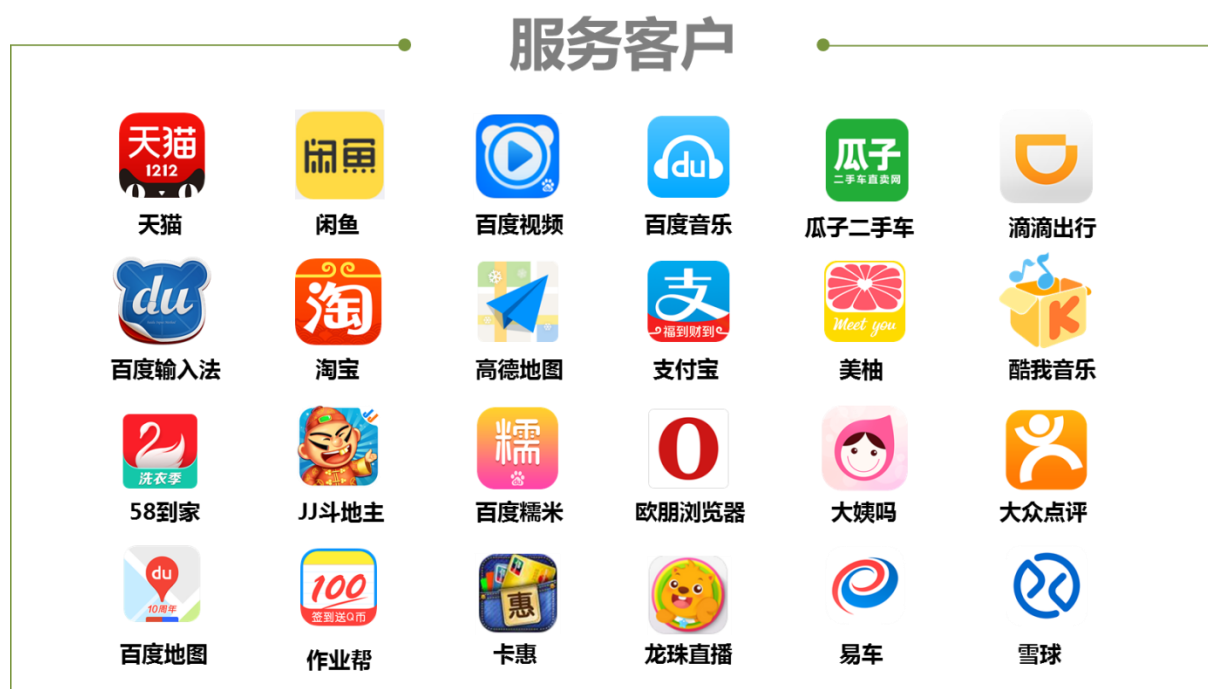 服务客户
天猫
1212
闲鱼
du
瓜子
二手车直卖网
天猫
闲鱼
百度视频
百度音乐
瓜子二手车
滴滴出行
du
淘
支
福到财到
Meet you
K
百度输入法
淘宝
高德地图
支付宝
美柚
酷我音乐
洗衣季
JJ
糯
58到家
JJ斗地主
百度糯米
欧朋浏览器
大姨吗
大众点评
du
10周年
100
签到送Q币
惠
百度地图
作业帮
卡惠
龙珠直播
易车
雪球